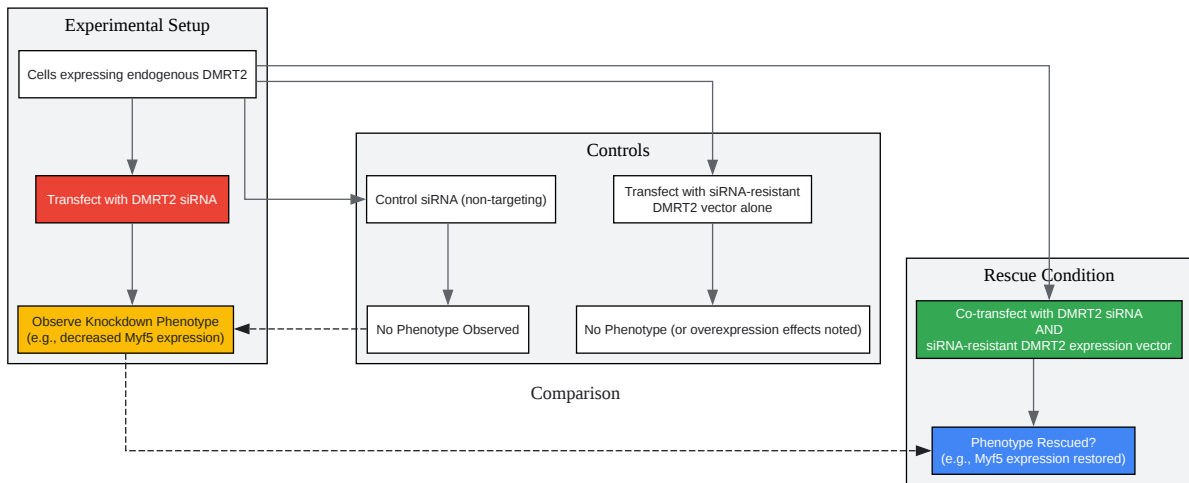 Experimental Setup
Cells expressing endogenous DMRT2
Transfect with DMRT2 siRNA
Observe Knockdown Phenotype
(e.g., decreased Myf5 expression)
Controls
Control siRNA (non-targeting)
Transfect with siRNA-resistant
DMRT2 vector alone
No Phenotype Observed
No Phenotype (or overexpression effects noted)
Comparison
Rescue Condition
Co-transfect with DMRT2 siRNA
AND
siRNA-resistant DMRT2 expression vector
Phenotype Rescued?
(e.g., Myf5 expression restored)